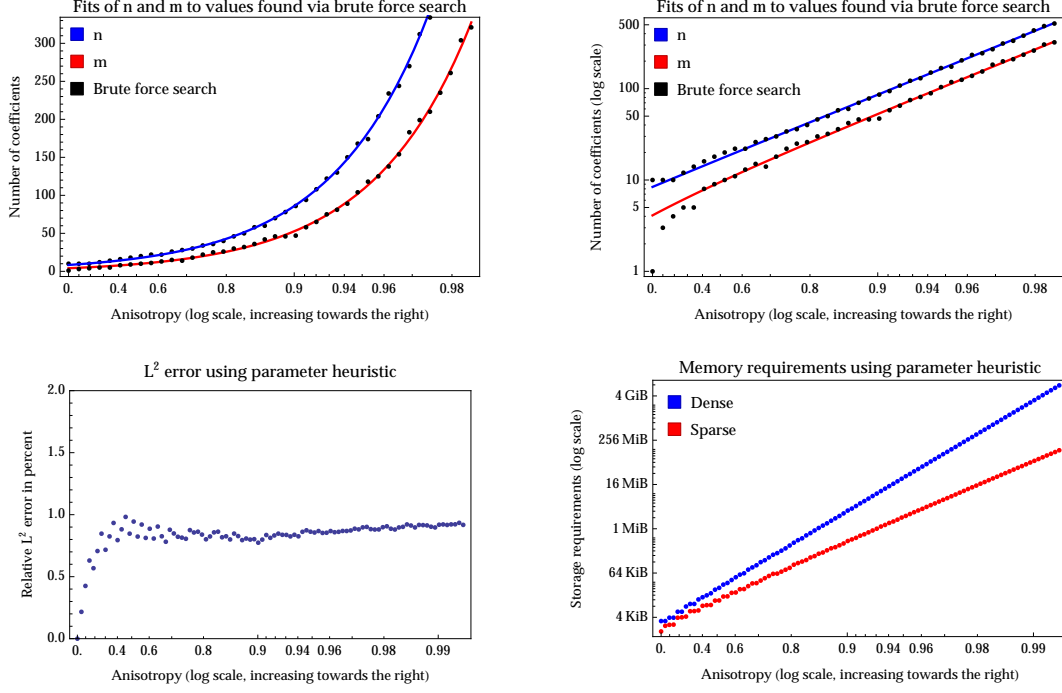 Fits of n and m to values found via brute force search
n
m
Brute force search
Number of coefficients
300
250
200
150
100
50
0
0.
0.4
0.6
0.8
0.9
0.94
0.96
0.98
Anisotropy (log scale, increasing towards the right)
Fits of n and m to values found via brute force search
n
m
Brute force search
Number of coefficients (log scale)
500
100
50
10
5
1
0.
0.4
0.6
0.8
0.9
0.94
0.96
0.98
Anisotropy (log scale, increasing towards the right)
L² error using parameter heuristic
Relative L² error in percent
2.0
1.5
1.0
0.5
0.0
0.
0.4
0.6
0.8
0.9
0.94
0.96
0.98
0.99
Anisotropy (log scale, increasing towards the right)
Memory requirements using parameter heuristic
Dense
Sparse
Storage requirements (log scale)
4 GiB
256 MiB
16 MiB
1 MiB
64 KiB
4 KiB
0.
0.4
0.6
0.8
0.9
0.94
0.96
0.98
0.99
Anisotropy (log scale, increasing towards the right)